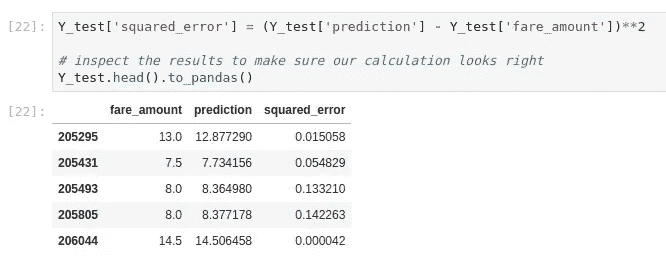 [22]: Y_test['squared_error'] = (Y_test['prediction'] - Y_test['fare_amount'])**2
# inspect the results to make sure our calculation looks right
Y_test.head().to_pandas()
[22]: fare_amount prediction squared_error
205295 13.0 12.877290 0.015058
205431 7.5 7.734156 0.054829
205493 8.0 8.364980 0.133210
205805 8.0 8.377178 0.142263
206044 14.5 14.506458 0.000042